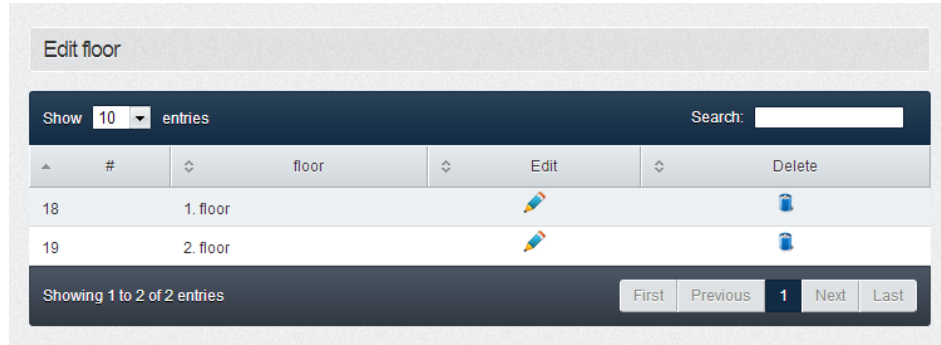 Edit floor
Show 10 entries Search:
# floor Edit Delete
18 1. floor
19 2. floor
Showing 1 to 2 of 2 entries First Previous 1 Next Last